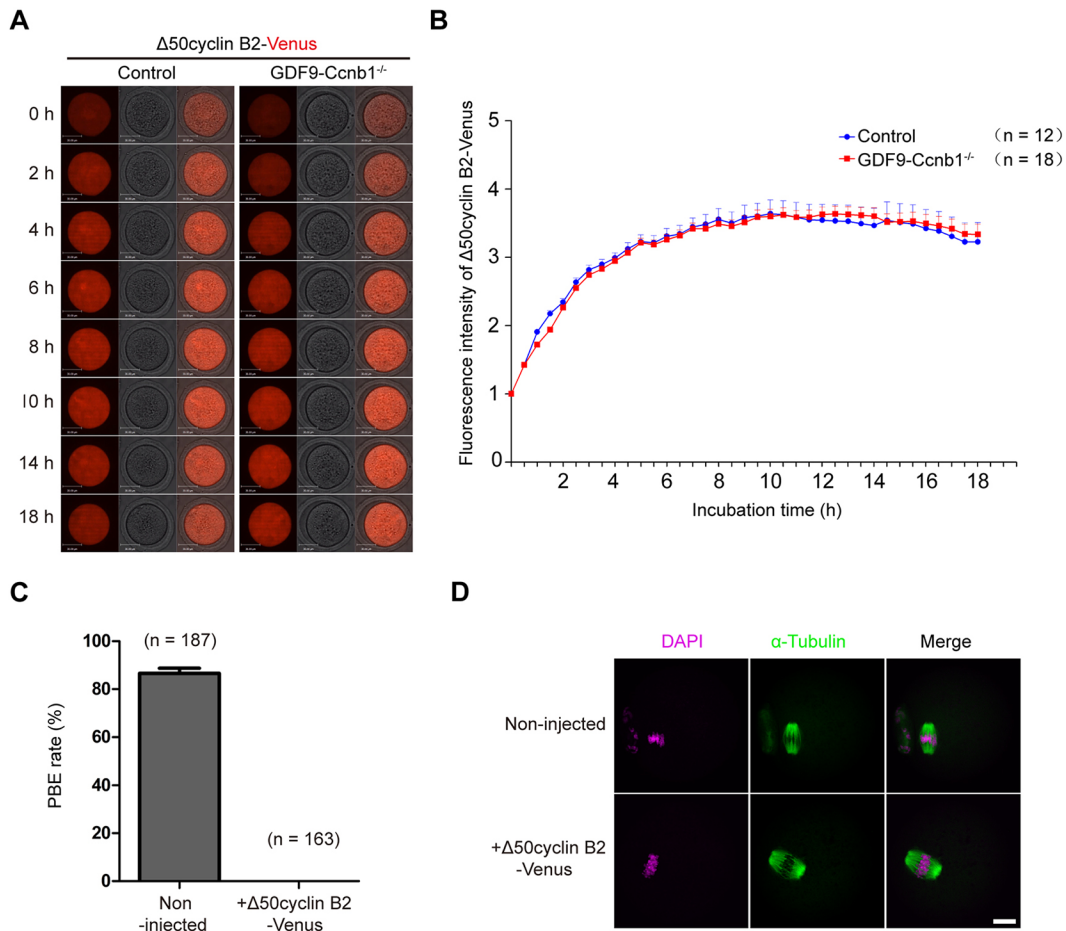 A
Δ50cyclin B2-Venus
Control
GDF9-Ccnb1-/-
0 h
2 h
4 h
6 h
8 h
10 h
14 h
18 h
B
Fluorescence intensity of Δ50cyclin B2-Venus
5
4
3
2
1
0
Control (n = 12)
GDF9-Ccnb1-/- (n = 18)
2 4 6 8 10 12 14 16 18
Incubation time (h)
C
PBE rate (%)
100
80
60
40
20
0
(n = 187)
(n = 163)
Non
-injected
+Δ50cyclin B2
-Venus
D
DAPI
α-Tubulin
Merge
Non-injected
+Δ50cyclin B2
-Venus